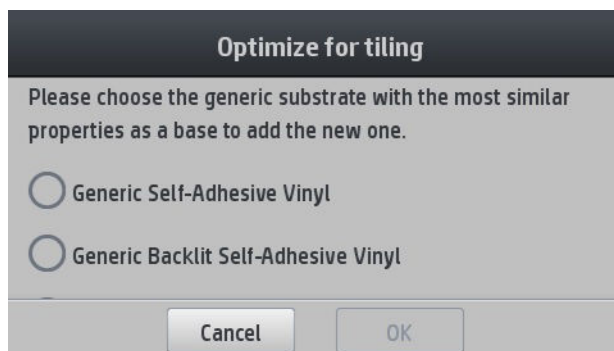 Optimize for tiling
Please choose the generic substrate with the most similar
properties as a base to add the new one.
Generic Self-Adhesive Vinyl
Generic Backlit Self-Adhesive Vinyl
Cancel
OK